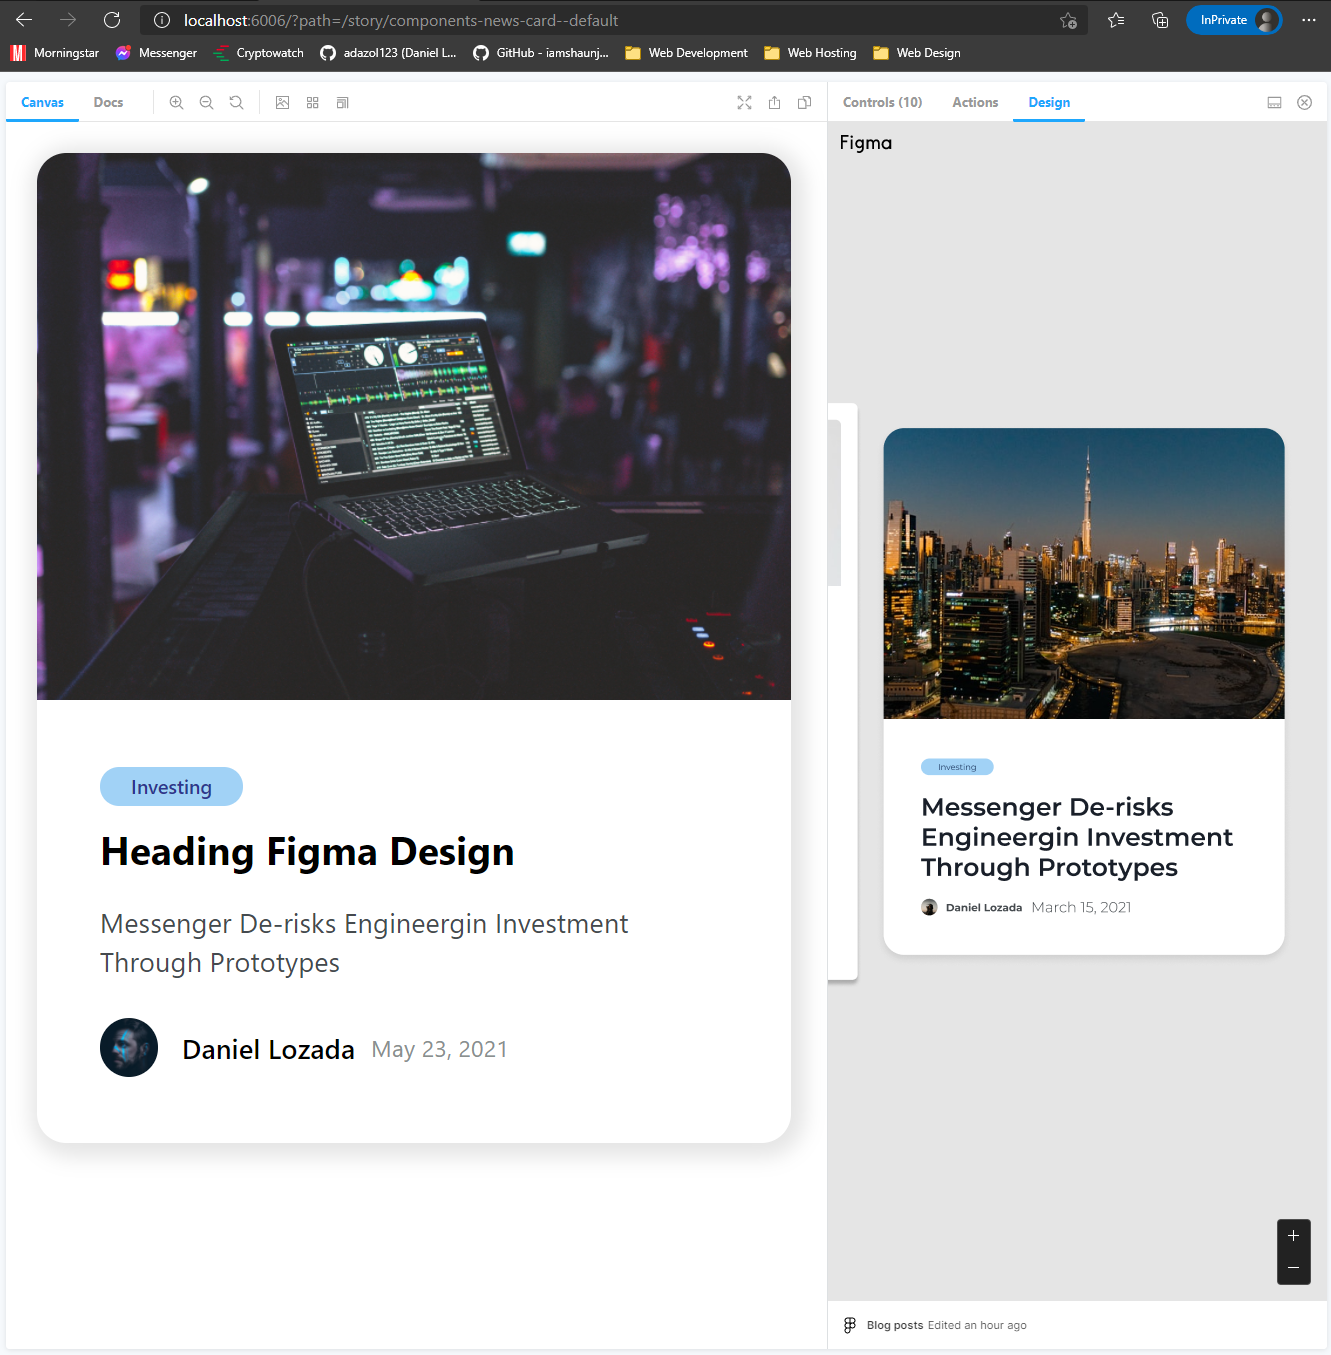 localhost:6006/?path=/story/components-news-card--default
InPrivate
Morningstar
Messenger
Cryptowatch
adazol123 (Daniel L...
GitHub - iamshaunj...
Web Development
Web Hosting
Web Design
Canvas
Docs
Controls (10)
Actions
Design
Investing
Heading Figma Design
Messenger De-risks Engineergin Investment
Through Prototypes
Daniel Lozada May 23, 2021
Figma
Investing
Messenger De-risks
Engineergin Investment
Through Prototypes
Daniel Lozada March 15, 2021
Blog posts Edited an hour ago